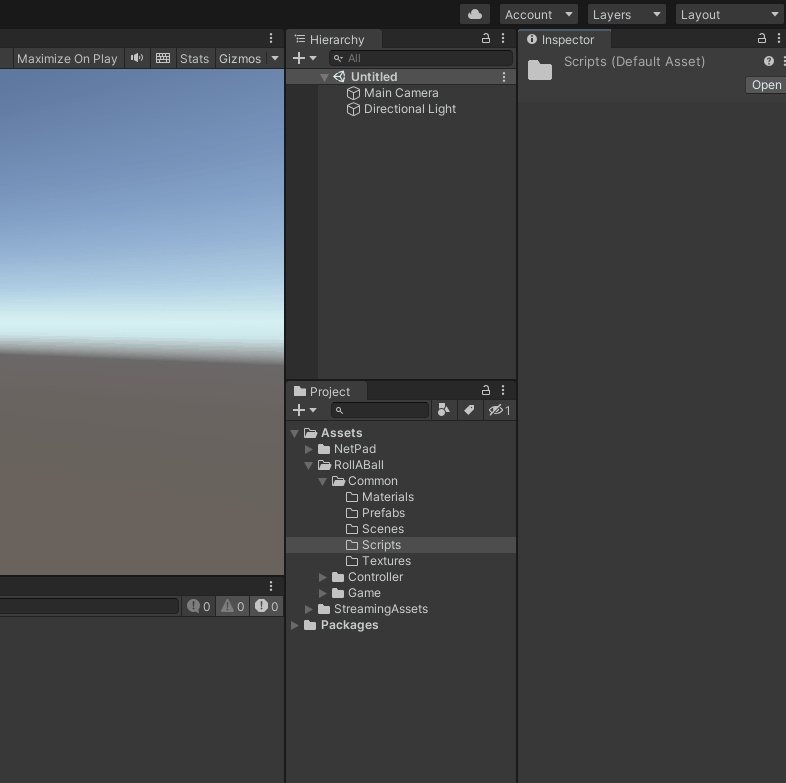 Account Layers Layout
Maximize On Play Stats Gizmos
Hierarchy
All
Untitled
Main Camera
Directional Light
Inspector
Scripts (Default Asset)
Open
Project
1
Assets
NetPad
RollABall
Common
Materials
Prefabs
Scenes
Scripts
Textures
Controller
Game
StreamingAssets
Packages
0 0 0